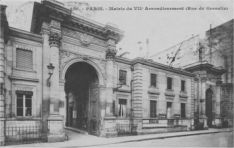 PARIS. - Mairie du VIIe Arrondissement (Rue de Grenelle)